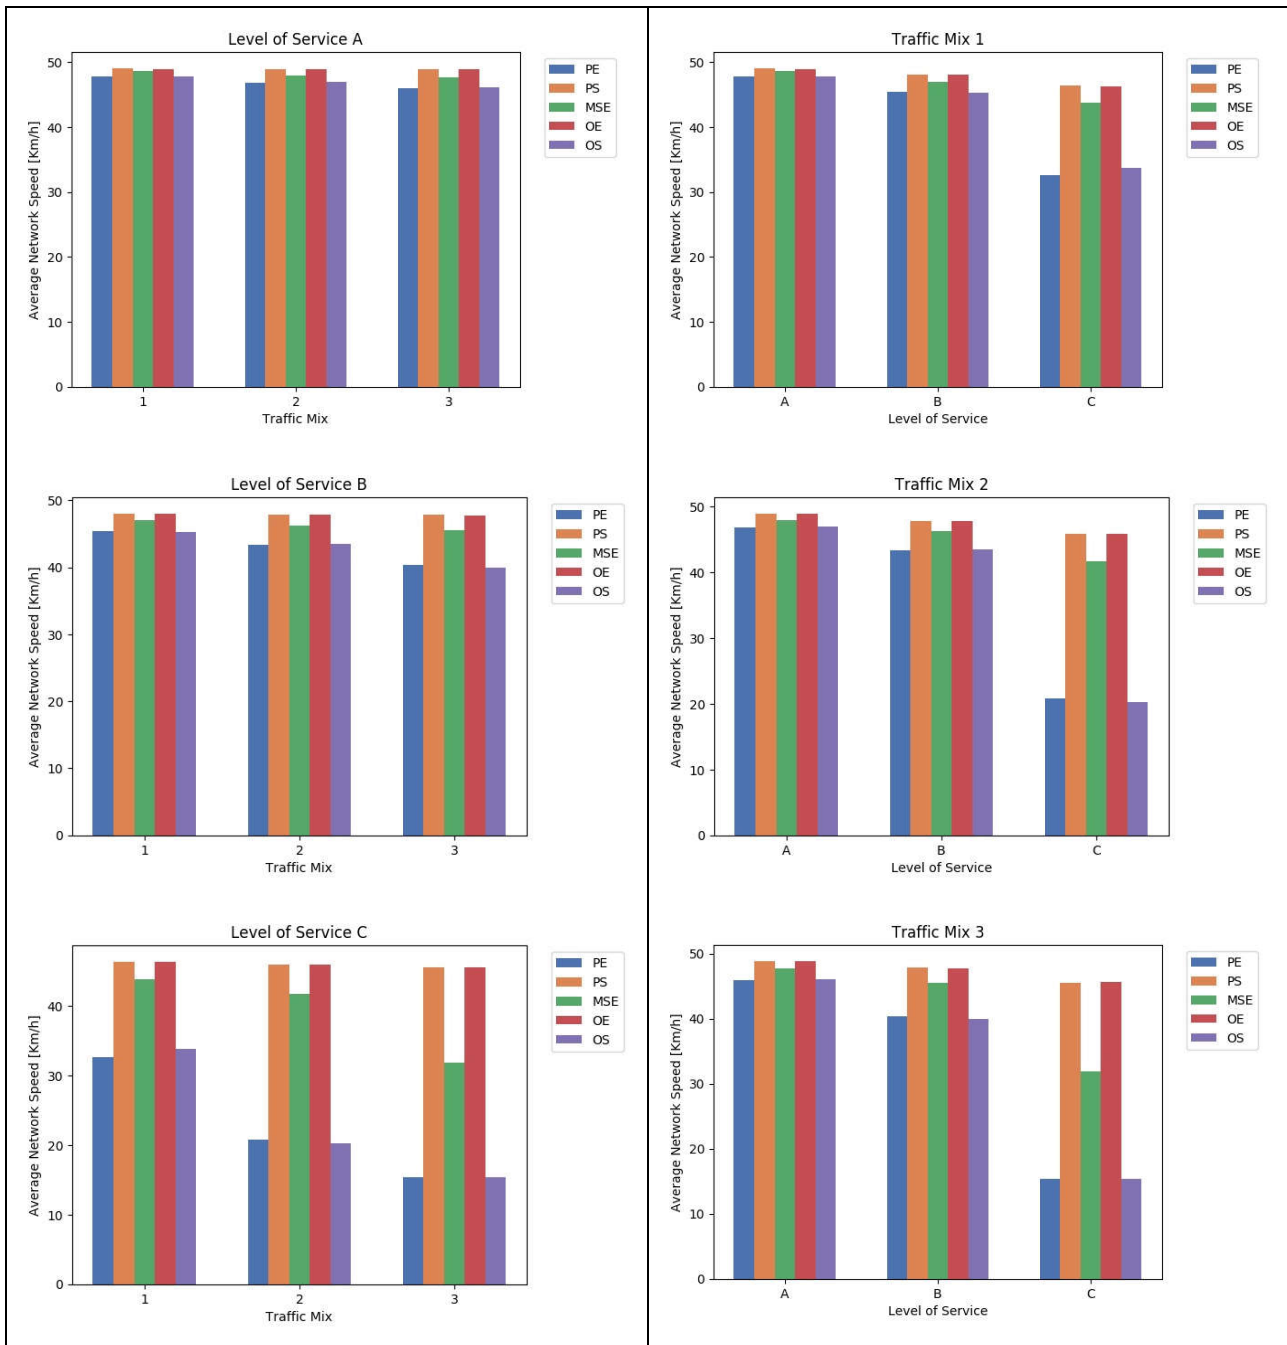 Level of Service A
Average Network Speed [Km/h]
50
40
30
20
10
0
1 2 3
Traffic Mix
PE
PS
MSE
OE
OS
Traffic Mix 1
Average Network Speed [Km/h]
50
40
30
20
10
0
A B C
Level of Service
PE
PS
MSE
OE
OS
Level of Service B
Average Network Speed [Km/h]
50
40
30
20
10
0
1 2 3
Traffic Mix
PE
PS
MSE
OE
OS
Traffic Mix 2
Average Network Speed [Km/h]
50
40
30
20
10
0
A B C
Level of Service
PE
PS
MSE
OE
OS
Level of Service C
Average Network Speed [Km/h]
40
30
20
10
0
1 2 3
Traffic Mix
PE
PS
MSE
OE
OS
Traffic Mix 3
Average Network Speed [Km/h]
50
40
30
20
10
0
A B C
Level of Service
PE
PS
MSE
OE
OS